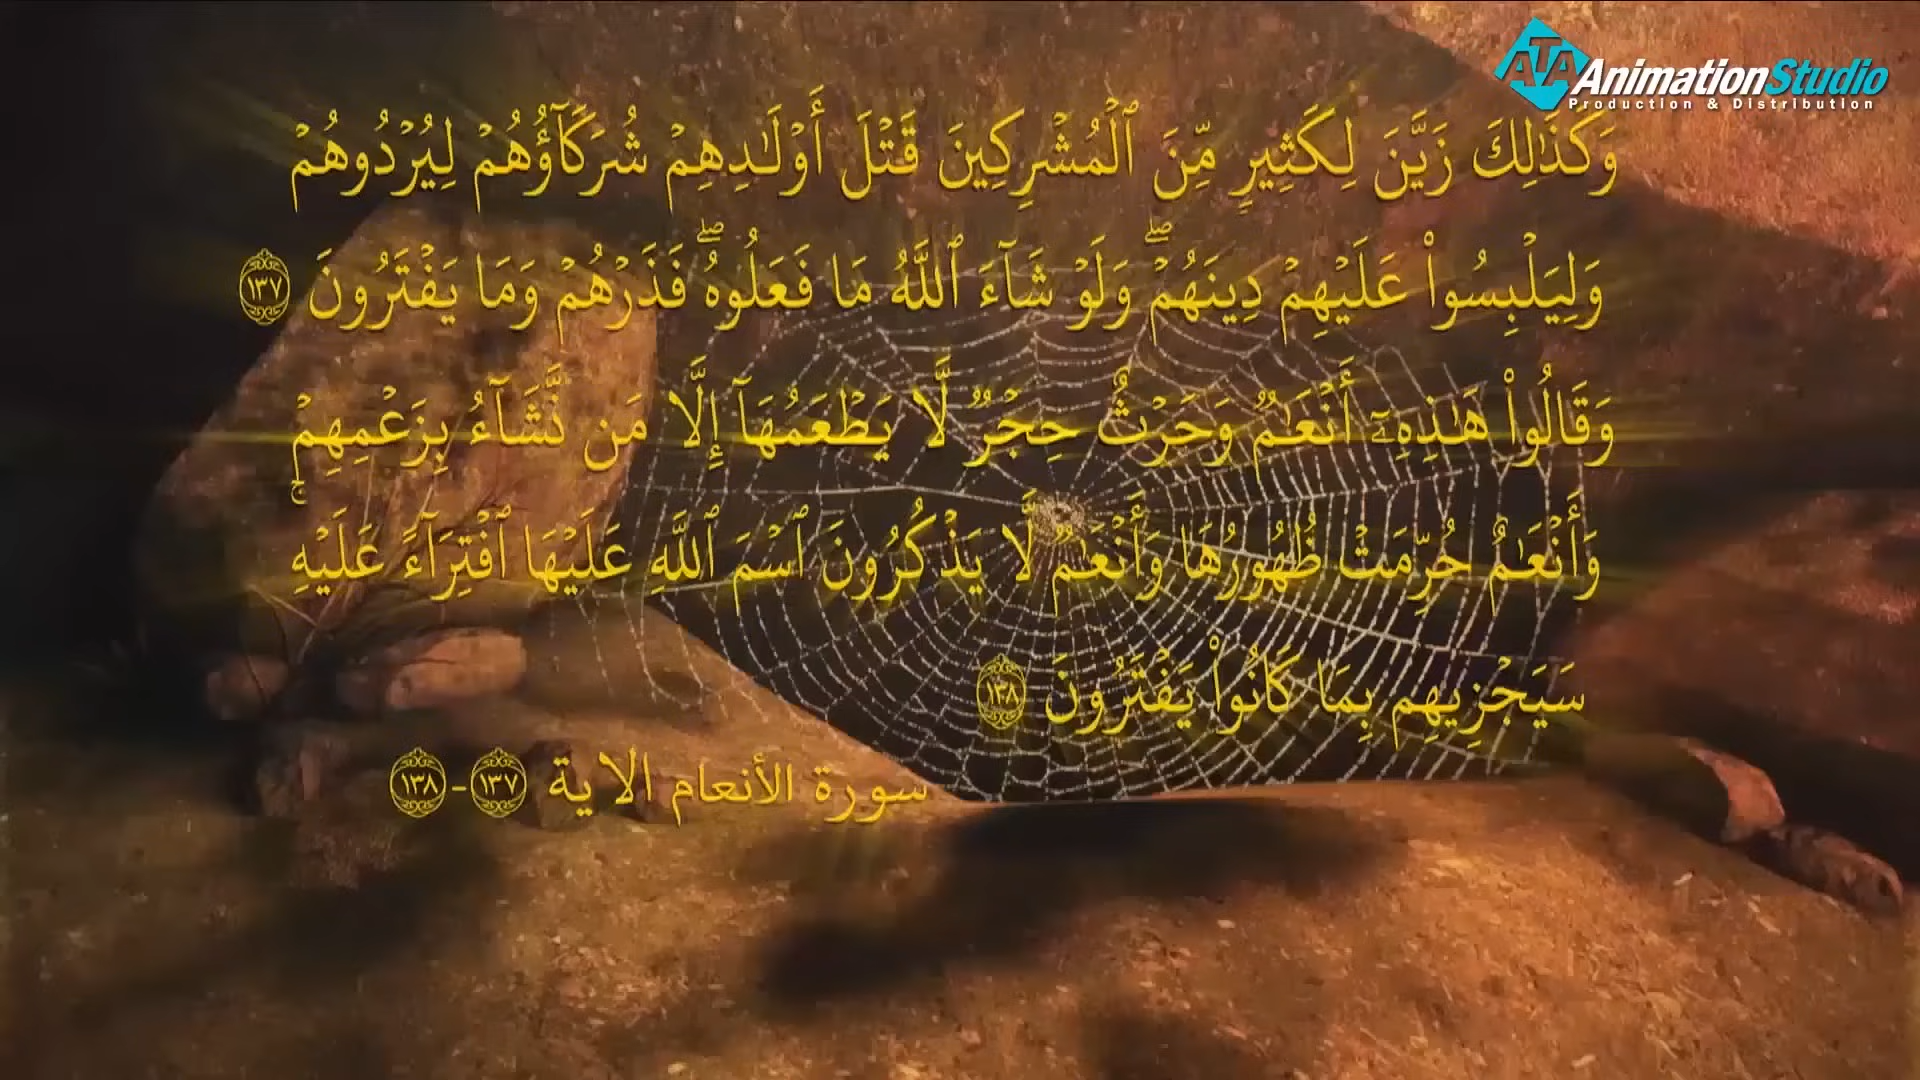 ATA AnimationStudio
Production & Distribution
وَكَذَٰلِكَ زَيَّنَ لِكَثِيرٍ مِّنَ ٱلْمُشْرِكِينَ قَتْلَ أَوْلَـٰدِهِمْ شُرَكَآؤُهُمْ لِيُرْدُوهُمْ
وَلِيَلْبِسُوا۟ عَلَيْهِمْ دِينَهُمْ ۖ وَلَوْ شَآءَ ٱللَّهُ مَا فَعَلُوهُ ۖ فَذَرْهُمْ وَمَا يَفْتَرُونَ ١٣٧
وَقَالُوا۟ هَـٰذِهِۦٓ أَنْعَـٰمٌ وَحَرْثٌ حِجْرٌ لَّا يَطْعَمُهَآ إِلَّا مَن نَّشَآءُ بِزَعْمِهِمْ
وَأَنْعَـٰمٌ حُرِّمَتْ ظُهُورُهَا وَأَنْعَـٰمٌ لَّا يَذْكُرُونَ ٱسْمَ ٱللَّهِ عَلَيْهَا ٱفْتِرَآءً عَلَيْهِ ۚ
سَيَجْزِيهِم بِمَا كَانُوا۟ يَفْتَرُونَ ١٣٨
سورة الأنعام الاية ١٣٧-١٣٨